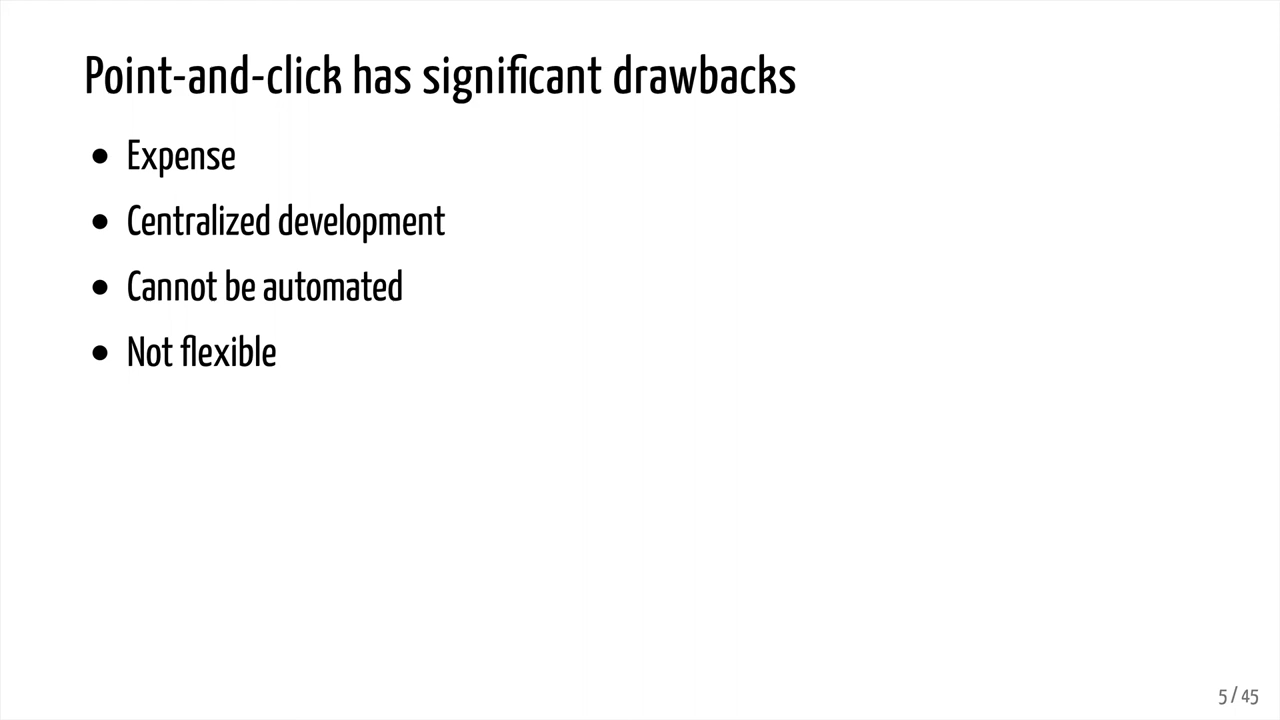 Point-and-click has significant drawbacks
• Expense
• Centralized development
• Cannot be automated
• Not flexible
5 / 45